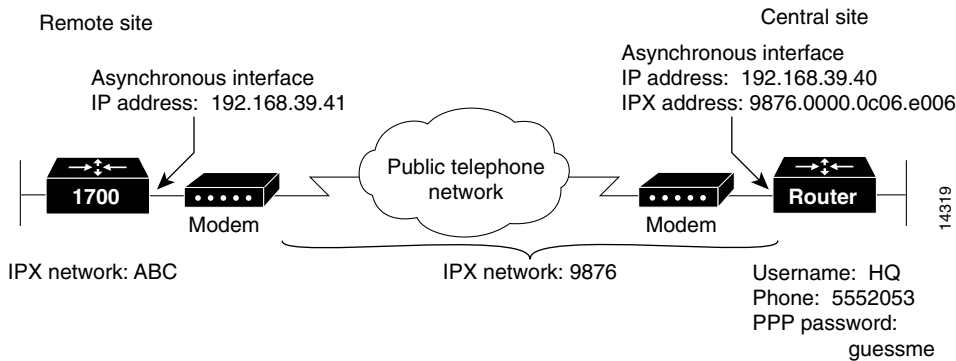 Remote site
Central site
Asynchronous interface
IP address: 192.168.39.41
Asynchronous interface
IP address: 192.168.39.40
IPX address: 9876.0000.0c06.e006
Public telephone
network
1700
Modem
Modem
Router
14319
IPX network: ABC
IPX network: 9876
Username: HQ
Phone: 5552053
PPP password:
guessme